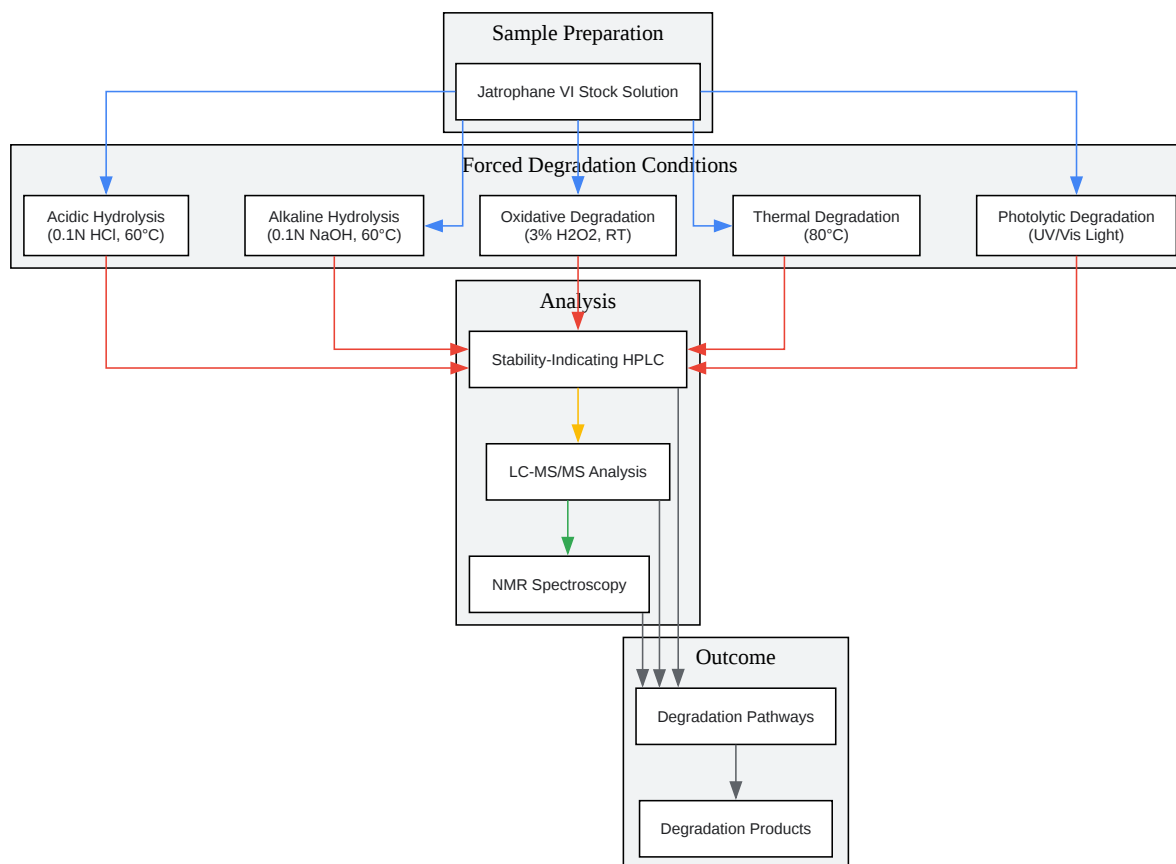 Sample Preparation
Jatrophane VI Stock Solution
Forced Degradation Conditions
Acidic Hydrolysis
(0.1N HCl, 60°C)
Alkaline Hydrolysis
(0.1N NaOH, 60°C)
Oxidative Degradation
(3% H2O2, RT)
Thermal Degradation
(80°C)
Photolytic Degradation
(UV/Vis Light)
Analysis
Stability-Indicating HPLC
LC-MS/MS Analysis
NMR Spectroscopy
Outcome
Degradation Pathways
Degradation Products